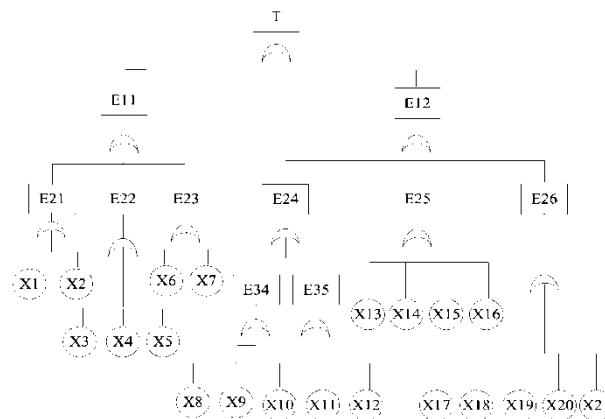 T
E11 E12
E21 E22 E23 E24 E25 E26
X1 X2 X6 X7 E34 E35
X13 X14 X15 X16
X3 X4 X5
X8 X9 X10 X11 X12 X17 X18 X19 X20 X2